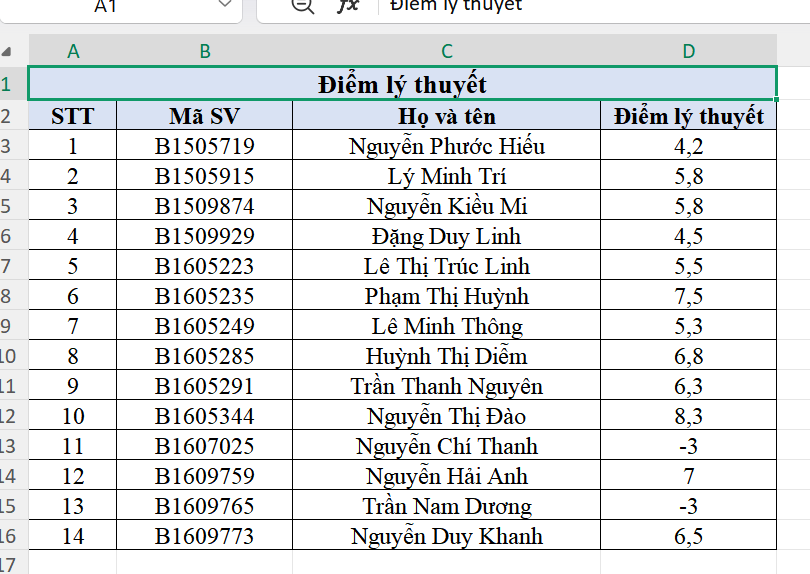 A1 fx Điểm lý thuyết
A B C D
1 Điểm lý thuyết
2 STT Mã SV Họ và tên Điểm lý thuyết
3 1 B1505719 Nguyễn Phước Hiếu 4,2
4 2 B1505915 Lý Minh Trí 5,8
5 3 B1509874 Nguyễn Kiều Mi 5,8
6 4 B1509929 Đặng Duy Linh 4,5
7 5 B1605223 Lê Thị Trúc Linh 5,5
8 6 B1605235 Phạm Thị Huỳnh 7,5
9 7 B1605249 Lê Minh Thông 5,3
10 8 B1605285 Huỳnh Thị Diễm 6,8
11 9 B1605291 Trần Thanh Nguyên 6,3
12 10 B1605344 Nguyễn Thị Đào 8,3
13 11 B1607025 Nguyễn Chí Thanh -3
14 12 B1609759 Nguyễn Hải Anh 7
15 13 B1609765 Trần Nam Dương -3
16 14 B1609773 Nguyễn Duy Khanh 6,5
17